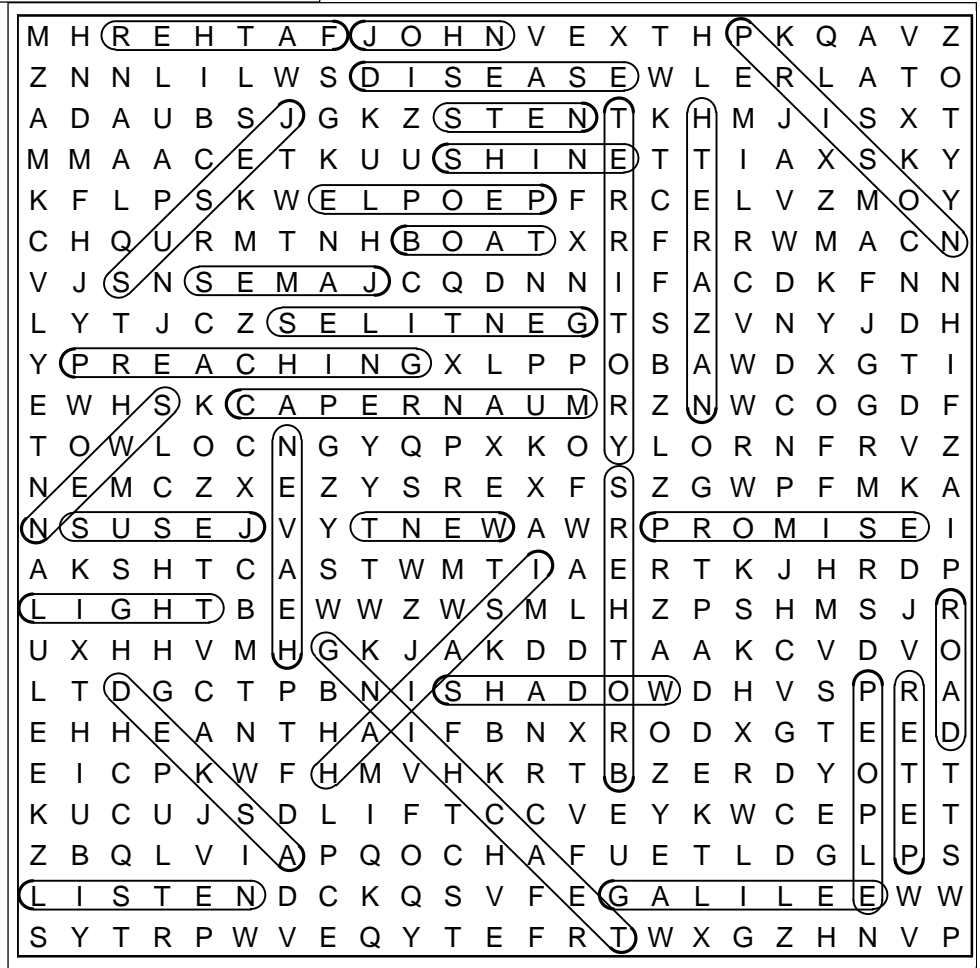 M H R E H T A F J O H N V E X T H P K Q A V Z
Z N N L I L W S D I S E A S E W L E R L A T O
A D A U B S J G K Z S T E N T K H M J I S X T
M M A A C E T K U U S H I N E T T I A X S K Y
K F L P S K W E L P O E P F R C E L V Z M O Y
C H Q U R M T N H B O A T X R F R R W M A C N
V J S N S E M A J C Q D N N I F A C D K F N N
L Y T J C Z S E L I T N E G T S Z V N Y J D H
Y P R E A C H I N G X L P P O B A W D X G T I
E W H S K C A P E R N A U M R Z N W C O G D F
T O W L O C N G Y Q P X K O Y L O R N F R V Z
N E M C Z X E Z Y S R E X F S Z G W P F M K A
N S U S E J V Y T N E W A W R P R O M I S E I
A K S H T C A S T W M T I A E R T K J H R D P
L I G H T B E W W Z W S M L H Z P S H M S J R
U X H H V M H G K J A K D D T A A K C V D V O
L T D G C T P B N I S H A D O W D H V S P R A
E H H E A N T H A I F B N X R O D X G T E E D
E I C P K W F H M V H K R T B Z E R D Y O T T
K U C U J S D L I F T C C V E Y K W C E P E T
Z B Q L V I A P Q O C H A F U E T L D G L P S
L I S T E N D C K Q S V F E G A L I L E E W W
S Y T R P W V E Q Y T E F R T W X G Z H N V P